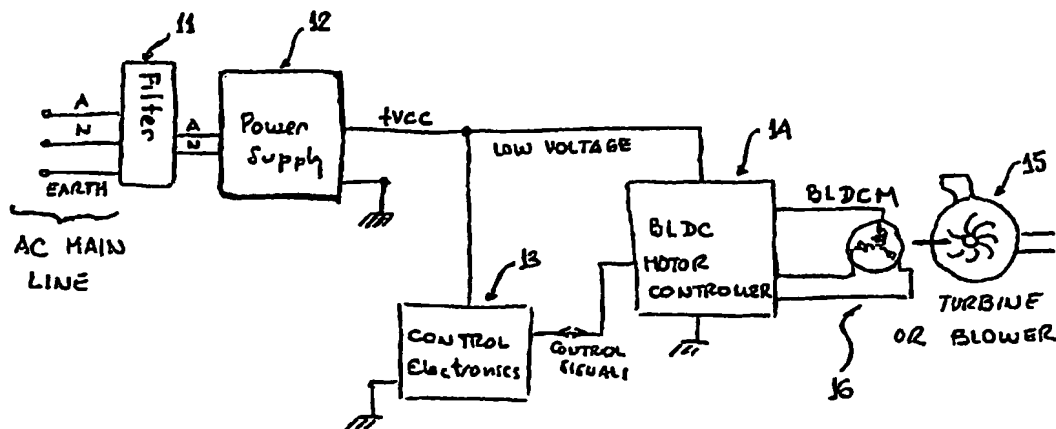 11
12
Filter
A
N
EARTH
AC MAIN
LINE
A
N
Power
Supply
+VCC
LOW VOLTAGE
14
BLDC
MOTOR
CONTROLLER
BLDCM
15
TURBINE
OR BLOWER
16
13
CONTROL
Electronics
CONTROL
SIGNALS